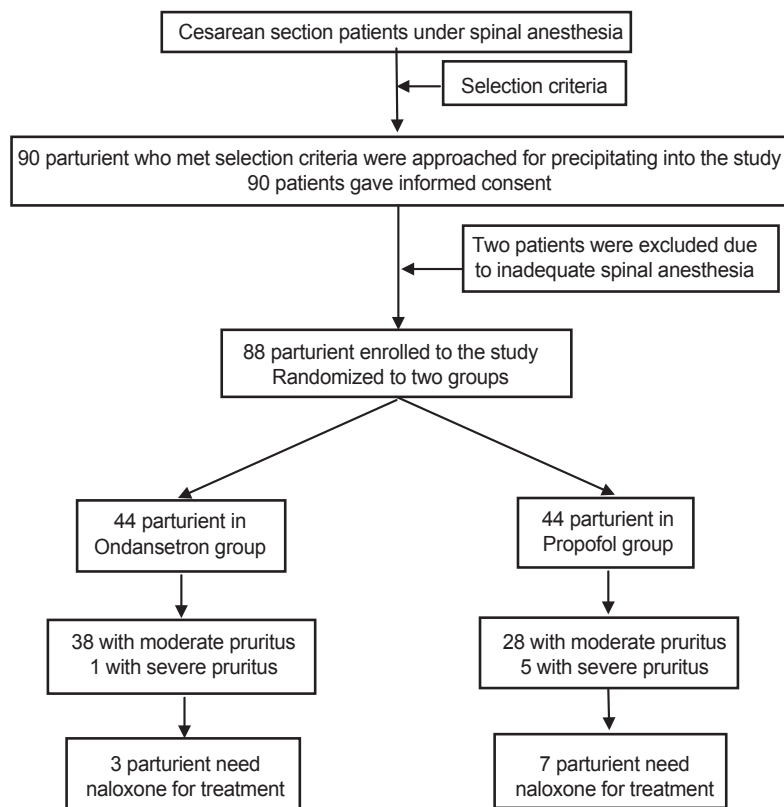 Cesarean section patients under spinal anesthesia
Selection criteria
90 parturient who met selection criteria were approached for precipitating into the study
90 patients gave informed consent
Two patients were excluded due
to inadequate spinal anesthesia
88 parturient enrolled to the study
Randomized to two groups
44 parturient in
Ondansetron group
44 parturient in
Propofol group
38 with moderate pruritus
1 with severe pruritus
28 with moderate pruritus
5 with severe pruritus
3 parturient need
naloxone for treatment
7 parturient need
naloxone for treatment